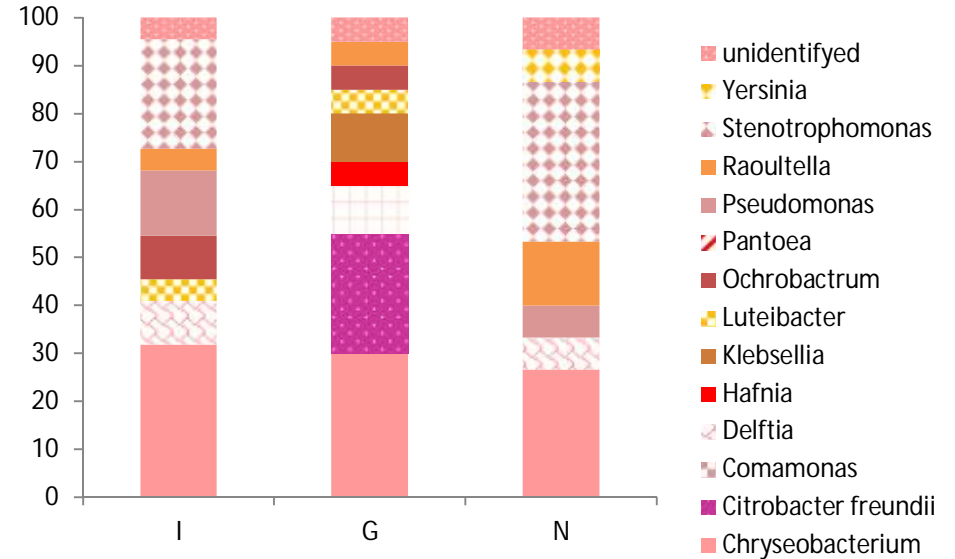 100
90
80
70
60
50
40
30
20
10
0
I G N
unidentifyed
Yersinia
Stenotrophomonas
Raoultella
Pseudomonas
Pantoea
Ochrobactrum
Luteibacter
Klebsellia
Hafnia
Delftia
Comamonas
Citrobacter freundii
Chryseobacterium